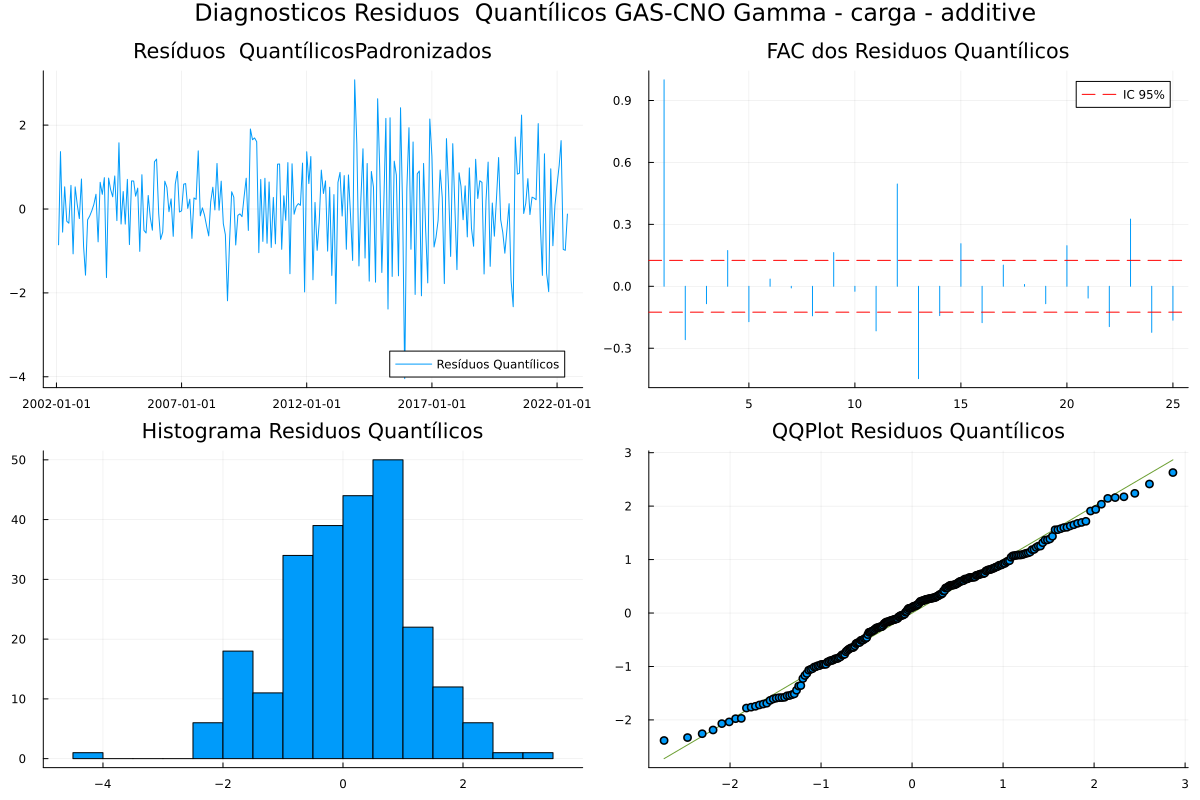 Diagnosticos Residuos  Quantílicos GAS-CNO Gamma - carga - additive
Resíduos  QuantílicosPadronizados
2
0
−2
−4
Resíduos Quantílicos
2002-01-01 2007-01-01 2012-01-01 2017-01-01 2022-01-01
FAC dos Residuos Quantílicos
0.9
0.6
0.3
0.0
−0.3
IC 95%
5 10 15 20 25
Histograma Residuos Quantílicos
50
40
30
20
10
0
−4 −2 0 2
QQPlot Residuos Quantílicos
3
2
1
0
−1
−2
−2 −1 0 1 2 3